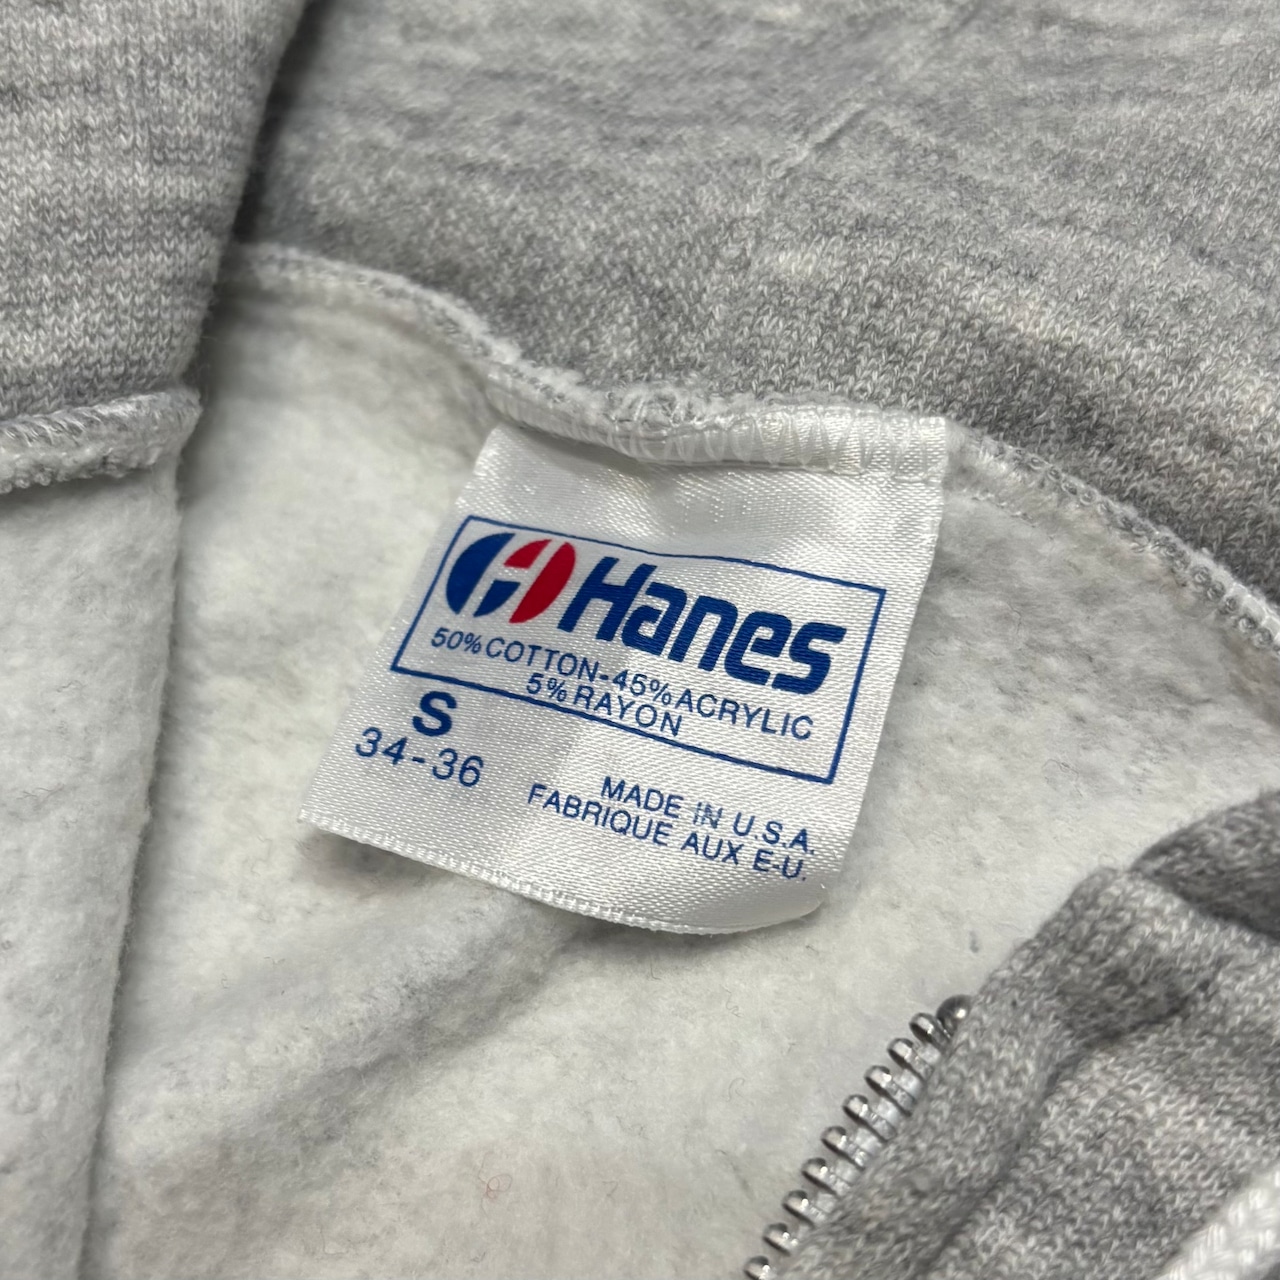 Hanes
50% COTTON-45% ACRYLIC
5% RAYON
S
34-36
MADE IN U.S.A.
FABRIQUE AUX E-U.